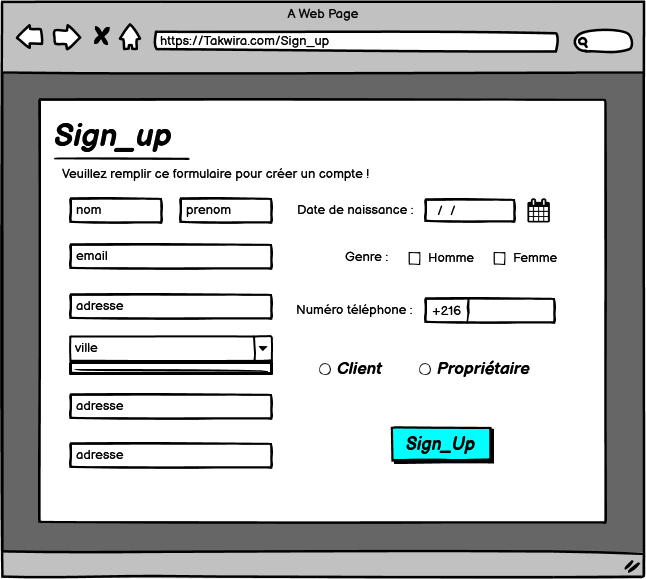 A Web Page
https://Takwira.com/Sign_up
Sign_up
Veuillez remplir ce formulaire pour créer un compte !
nom
prenom
Date de naissance :
/ /
email
Genre :
Homme
Femme
adresse
Numéro téléphone :
+216
ville
Client
Propriétaire
adresse
Sign_Up
adresse